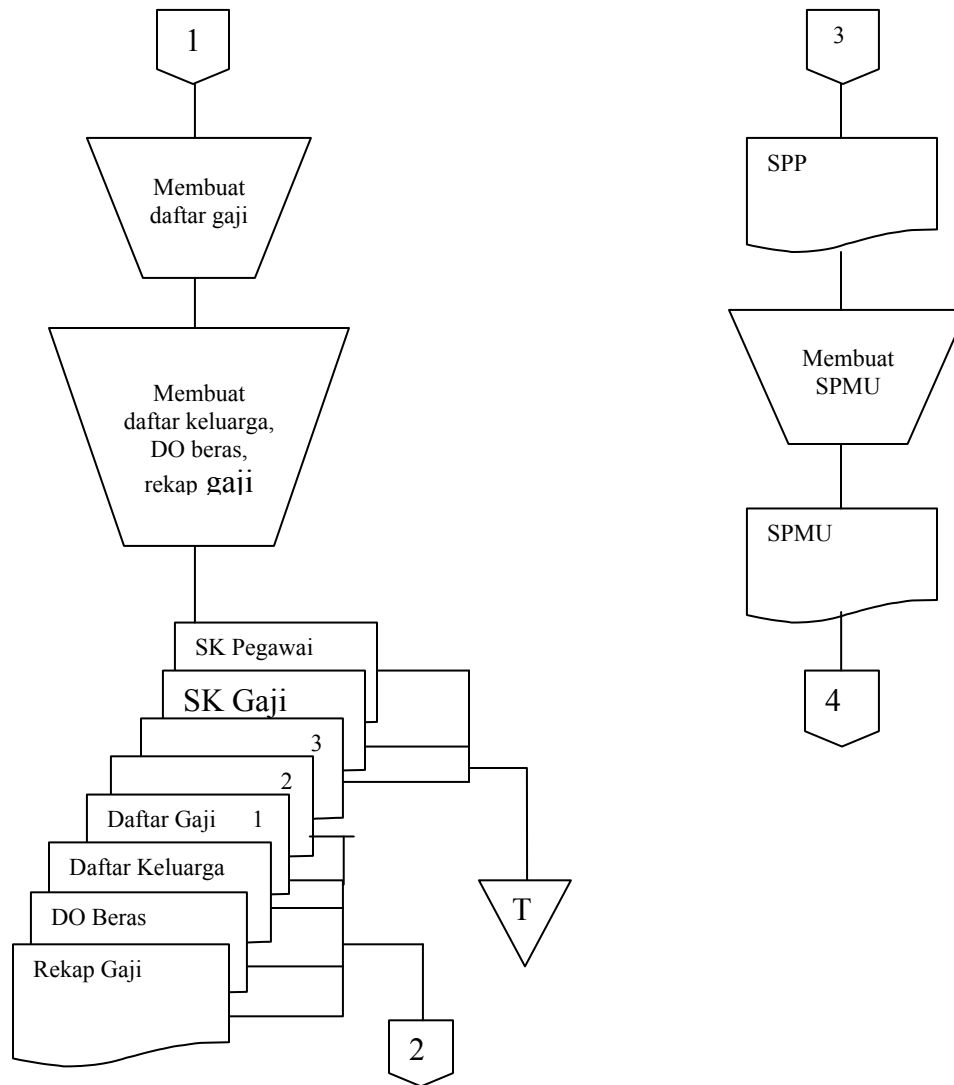 1
Membuat
daftar gaji
Membuat
daftar keluarga,
DO beras,
rekap gaji
SK Pegawai
SK Gaji
3
2
Daftar Gaji 1
Daftar Keluarga
DO Beras
Rekap Gaji
T
2
3
SPP
Membuat
SPMU
SPMU
4